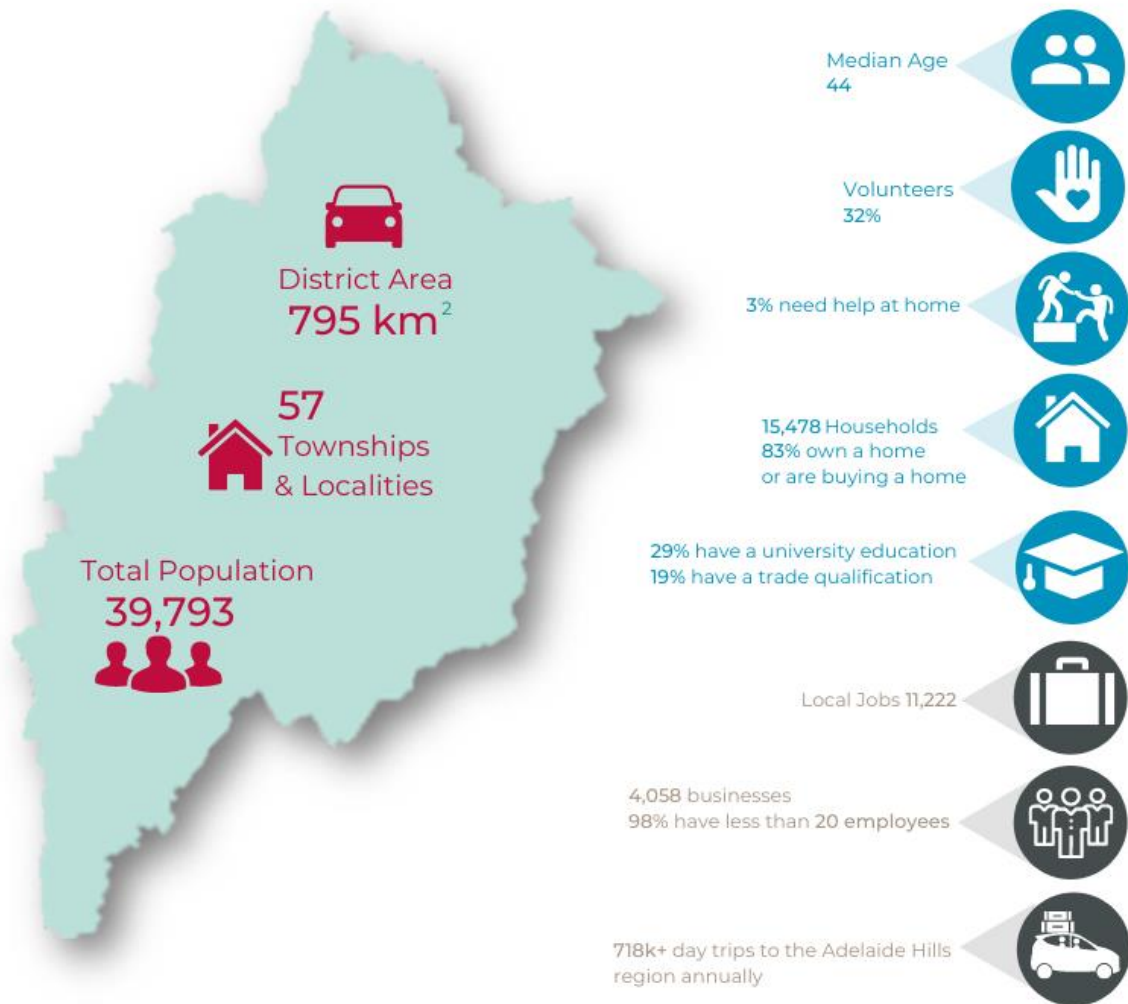 District Area
795 km²
57
Townships
& Localities
Total Population
39,793
Median Age
44
Volunteers
32%
3% need help at home
15,478 Households
83% own a home
or are buying a home
29% have a university education
19% have a trade qualification
Local Jobs 11,222
4,058 businesses
98% have less than 20 employees
718k+ day trips to the Adelaide Hills
region annually